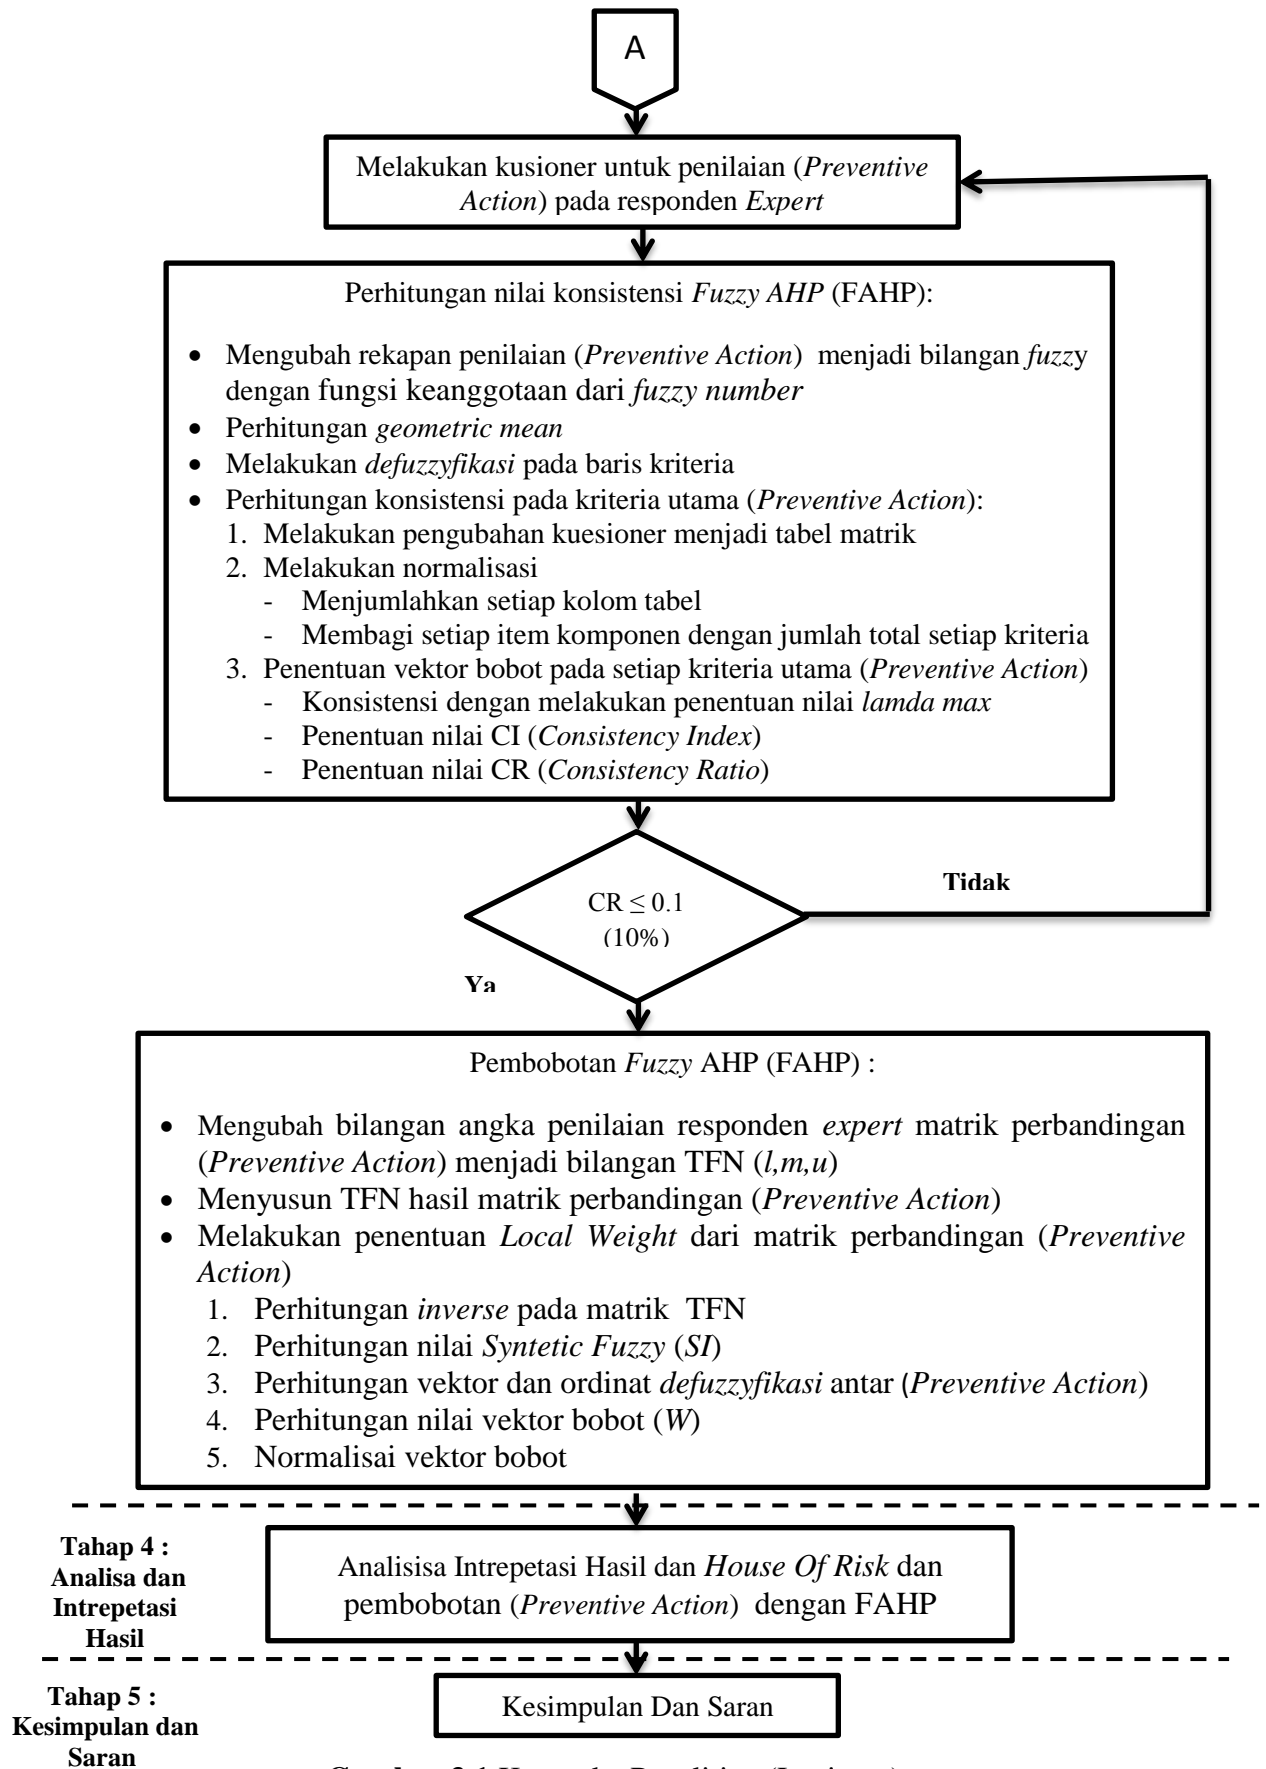 A
Melakukan kusioner untuk penilaian (Preventive
Action) pada responden Expert
Perhitungan nilai konsistensi Fuzzy AHP (FAHP):
• Mengubah rekapan penilaian (Preventive Action) menjadi bilangan fuzzy
dengan fungsi keanggotaan dari fuzzy number
• Perhitungan geometric mean
• Melakukan defuzzyfikasi pada baris kriteria
• Perhitungan konsistensi pada kriteria utama (Preventive Action):
1. Melakukan pengubahan kuesioner menjadi tabel matrik
2. Melakukan normalisasi
- Menjumlahkan setiap kolom tabel
- Membagi setiap item komponen dengan jumlah total setiap kriteria
3. Penentuan vektor bobot pada setiap kriteria utama (Preventive Action)
- Konsistensi dengan melakukan penentuan nilai lamda max
- Penentuan nilai CI (Consistency Index)
- Penentuan nilai CR (Consistency Ratio)
Tidak
CR ≤ 0.1
(10%)
Ya
Pembobotan Fuzzy AHP (FAHP) :
• Mengubah bilangan angka penilaian responden expert matrik perbandingan
(Preventive Action) menjadi bilangan TFN (l,m,u)
• Menyusun TFN hasil matrik perbandingan (Preventive Action)
• Melakukan penentuan Local Weight dari matrik perbandingan (Preventive
Action)
1. Perhitungan inverse pada matrik TFN
2. Perhitungan nilai Syntetic Fuzzy (SI)
3. Perhitungan vektor dan ordinat defuzzyfikasi antar (Preventive Action)
4. Perhitungan nilai vektor bobot (W)
5. Normalisai vektor bobot
Tahap 4 :
Analisa dan
Intrepetasi
Hasil
Analisisa Intrepetasi Hasil dan House Of Risk dan
pembobotan (Preventive Action) dengan FAHP
Tahap 5 :
Kesimpulan dan
Saran
Kesimpulan Dan Saran